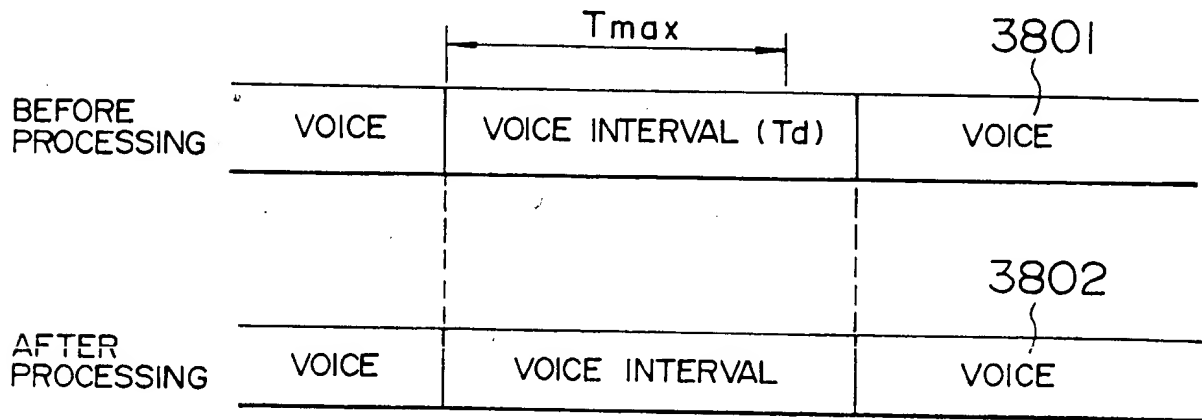 Tmax
3801
BEFORE
PROCESSING
VOICE
VOICE INTERVAL (Td)
VOICE
3802
AFTER
PROCESSING
VOICE
VOICE INTERVAL
VOICE